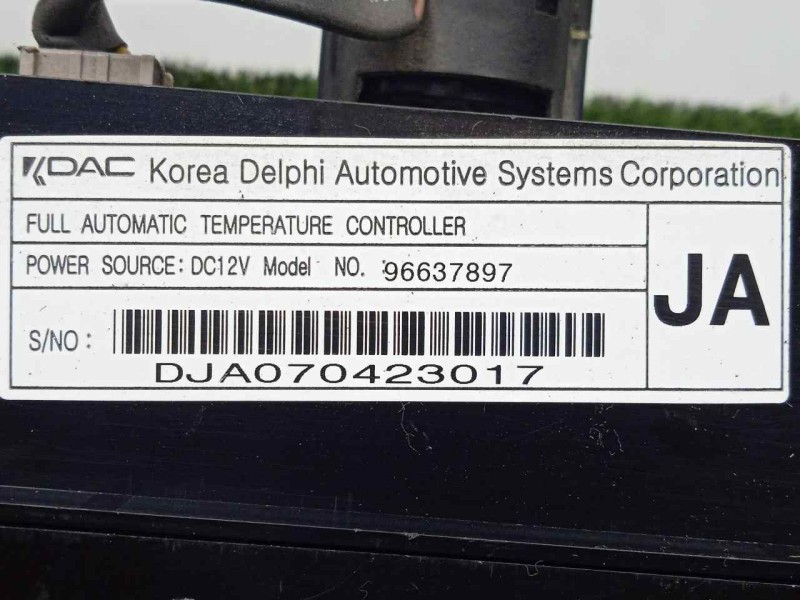 KDAC Korea Delphi Automotive Systems Corporation
FULL AUTOMATIC TEMPERATURE CONTROLLER
POWER SOURCE: DC12V Model NO. : 96637897
JA
S/NO :
DJA070423017